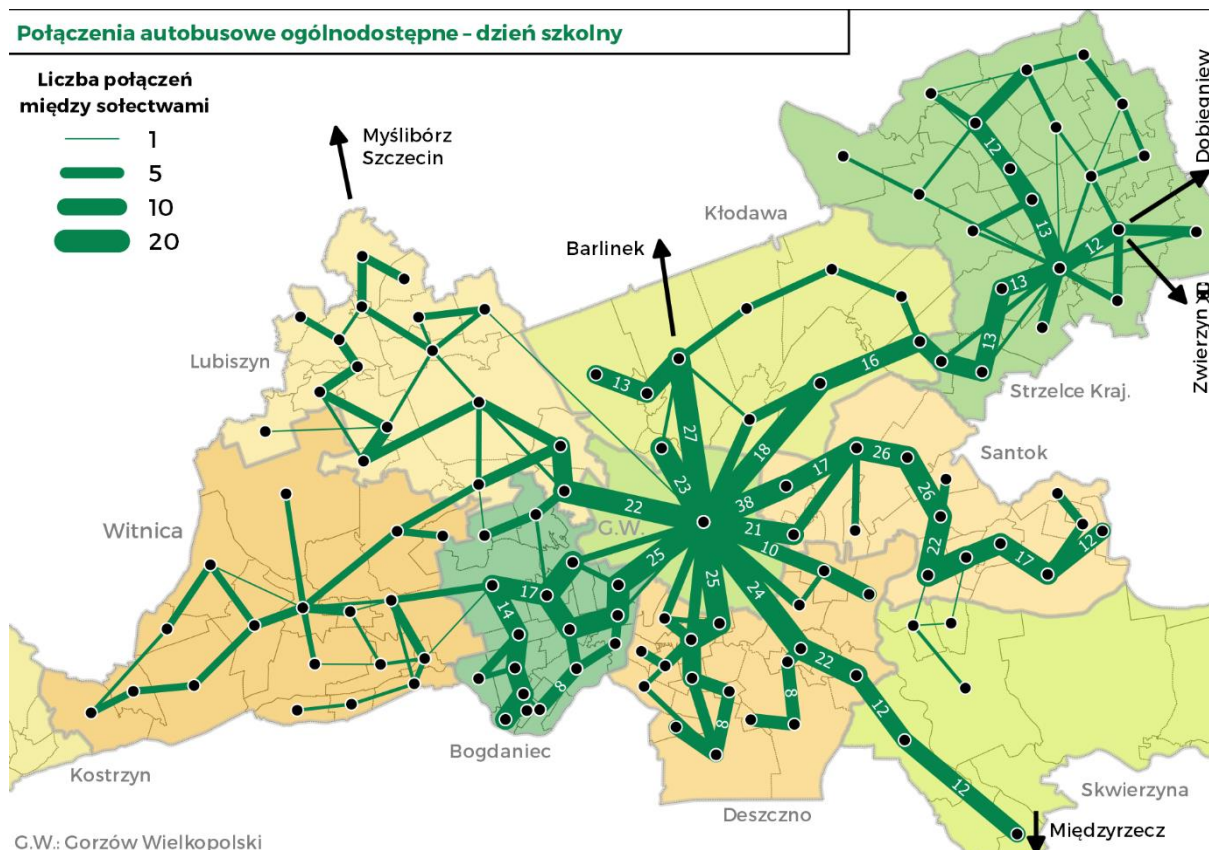 Połączenia autobusowe ogólnodostępne – dzień szkolny
Liczba połączeń
między sołectwami
1
5
10
20
Myślibórz
Szczecin
Barlinek
Kłodawa
Dobiegniew
Zwierzyn
Strzelce Kraj.
Lubiszyn
Witnica
Santok
G.W.
Kostrzyn
Bogdaniec
Deszczno
Skwierzyna
Międzyrzecz
12
13
12
13
13
16
13
27
18
23
17
26
26
22
17
12
38
21
10
22
25
25
24
22
12
12
17
14
8
8
8
G.W.: Gorzów Wielkopolski